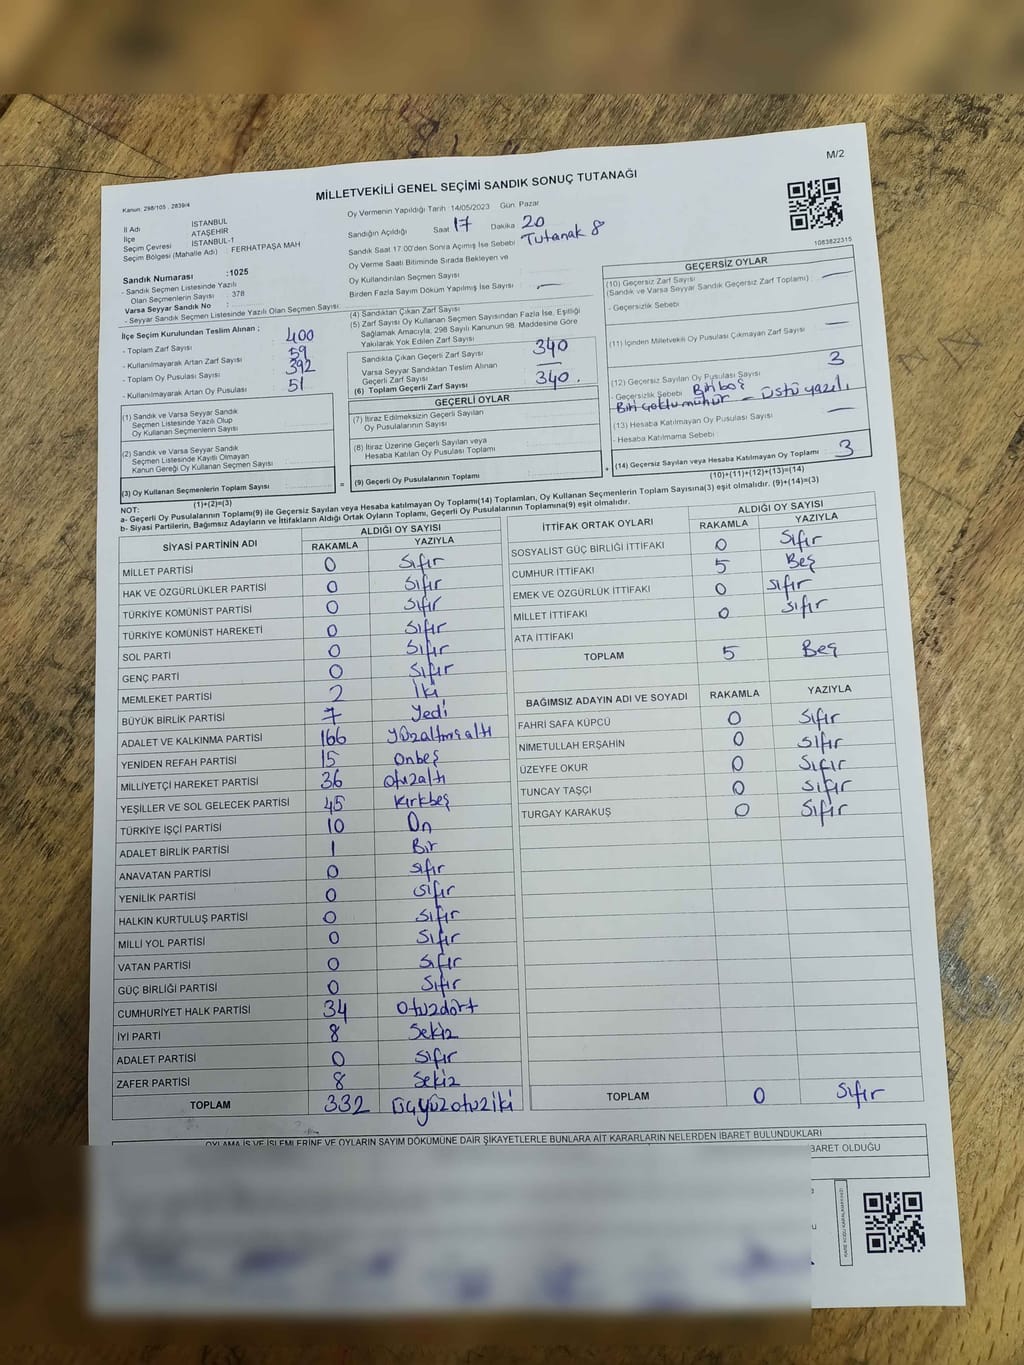 M/2
MİLLETVEKİLİ GENEL SEÇİMİ SANDIK SONUÇ TUTANAĞI
Kanun: 298/105 , 2839/4
İl Adı İSTANBUL
İlçe ATAŞEHİR
Seçim Çevresi İSTANBUL-1
Seçim Bölgesi (Mahalle Adı) : FERHATPAŞA MAH
Sandık Numarası :1025
- Sandık Seçmen Listesinde Yazılı
Olan Seçmenlerin Sayısı : 378
Varsa Seyyar Sandık No :
- Seyyar Sandık Seçmen Listesinde Yazılı Olan Seçmen Sayısı:
Oy Vermenin Yapıldığı Tarih :14/05/2023 Gün: Pazar
Sandığın Açıldığı Saat 17 Dakika 20
Sandık Saat 17:00'den Sonra Açımış İse Sebebi Tutanak 8
Oy Verme Saati Bitiminde Sırada Bekleyen ve
Oy Kullandırılan Seçmen Sayısı
Birden Fazla Sayım Döküm Yapılmış İse Sayısı : —
1083822315
İlçe Seçim Kurulundan Teslim Alınan ;
- Toplam Zarf Sayısı : 400
- Kullanılmayarak Artan Zarf Sayısı : 59
- Toplam Oy Pusulası Sayısı : 392
- Kullanılmayarak Artan Oy Pusulası : 51
(1) Sandık ve Varsa Seyyar Sandık
Seçmen Listesinde Yazılı Olup
Oy Kullanan Seçmenlerin Sayısı
(2) Sandık ve Varsa Seyyar Sandık
Seçmen Listesinde Kayıtlı Olmayan
Kanun Gereği Oy Kullanan Seçmen Sayısı
(3) Oy Kullanan Seçmenlerin Toplam Sayısı
(1)+(2)=(3)
(4) Sandıktan Çıkan Zarf Sayısı
(5) Zarf Sayısı Oy Kullanan Seçmen Sayısından Fazla İse, Eşitliği
Sağlamak Amacıyla, 298 Sayılı Kanunun 98. Maddesine Göre
Yakılarak Yok Edilen Zarf Sayısı
Sandıkla Çıkan Geçerli Zarf Sayısı 340
Varsa Seyyar Sandıktan Teslim Alınan
Geçerli Zarf Sayısı —
(6) Toplam Geçerli Zarf Sayısı 340.
GEÇERLİ OYLAR
(7) İtiraz Edilmeksizin Geçerli Sayılan
Oy Pusulalarının Sayısı
(8) İtiraz Üzerine Geçerli Sayılan veya
Hesaba Katılan Oy Pusulası Toplamı
(9) Geçerli Oy Pusulalarının Toplamı
GEÇERSİZ OYLAR
(10) Geçersiz Zarf Sayısı
(Sandık ve Varsa Seyyar Sandık Geçersiz Zarf Toplamı) : —
- Geçersizlik Sebebi :
(11) İçinden Milletvekili Oy Pusulası Çıkmayan Zarf Sayısı —
(12) Geçersiz Sayılan Oy Pusulası Sayısı 3
- Geçersizlik Sebebi : Biri boş
Biri Çoklu mühür – üstü yazılı
(13) Hesaba Katılmayan Oy Pusulası Sayısı —
- Hesaba Katılmama Sebebi
(14) Geçersiz Sayılan veya Hesaba Katılmayan Oy Toplamı 3
(10)+(11)+(12)+(13)=(14)
NOT:
a- Geçerli Oy Pusulaları Toplamı(9) ile Geçersiz Sayılan veya Hesaba Katılmayan Oy Toplamı(14) Toplamları, Oy Kullanan Seçmenlerin Toplam Sayısına(3) eşit olmalıdır. (9)+(14)=(3)
b- Siyasi Partilerin, Bağımsız Adayların ve İttifakların Aldığı Ortak Oyların Toplamı, Geçerli Oy Pusulalarının Toplamına(9) eşit olmalıdır.
SİYASİ PARTİNİN ADI ALDIĞI OY SAYISI
RAKAMLA YAZIYLA
MİLLET PARTİSİ 0 Sıfır
HAK VE ÖZGÜRLÜKLER PARTİSİ 0 Sıfır
TÜRKİYE KOMÜNİST PARTİSİ 0 Sıfır
TÜRKİYE KOMÜNİST HAREKETİ 0 Sıfır
SOL PARTİ 0 Sıfır
GENÇ PARTİ 0 Sıfır
MEMLEKET PARTİSİ 2 İki
BÜYÜK BİRLİK PARTİSİ 7 Yedi
ADALET VE KALKINMA PARTİSİ 166 Yüzaltmışaltı
YENİDEN REFAH PARTİSİ 15 Onbeş
MİLLİYETÇİ HAREKET PARTİSİ 36 Otuzaltı
YEŞİLLER VE SOL GELECEK PARTİSİ 45 Kırkbeş
TÜRKİYE İŞÇİ PARTİSİ 10 On
ADALET BİRLİK PARTİSİ 1 Bir
ANAVATAN PARTİSİ 0 Sıfır
YENİLİK PARTİSİ 0 Sıfır
HALKIN KURTULUŞ PARTİSİ 0 Sıfır
MİLLİ YOL PARTİSİ 0 Sıfır
VATAN PARTİSİ 0 Sıfır
GÜÇ BİRLİĞİ PARTİSİ 0 Sıfır
CUMHURİYET HALK PARTİSİ 34 Otuzdört
İYİ PARTİ 8 Sekiz
ADALET PARTİSİ 0 Sıfır
ZAFER PARTİSİ 8 Sekiz
TOPLAM 332 Üçyüzotuziki
İTTİFAK ORTAK OYLARI ALDIĞI OY SAYISI
RAKAMLA YAZIYLA
SOSYALİST GÜÇ BİRLİĞİ İTTİFAKI 0 Sıfır
CUMHUR İTTİFAKI 5 Beş
EMEK VE ÖZGÜRLÜK İTTİFAKI 0 Sıfır
MİLLET İTTİFAKI 0 Sıfır
ATA İTTİFAKI
TOPLAM 5 Beş
BAĞIMSIZ ADAYIN ADI VE SOYADI RAKAMLA YAZIYLA
FAHRİ SAFA KÜPCÜ 0 Sıfır
NİMETULLAH ERŞAHİN 0 Sıfır
ÜZEYFE OKUR 0 Sıfır
TUNCAY TAŞÇI 0 Sıfır
TURGAY KARAKUŞ 0 Sıfır
TOPLAM 0 Sıfır
OYLAMA İŞ VE İŞLEMLERİNE VE OYLARIN SAYIM DÖKÜMÜNE DAİR ŞİKAYETLERLE BUNLARA AİT KARARLARIN NELERDEN İBARET BULUNDUKLARI
BARET OLDUĞU